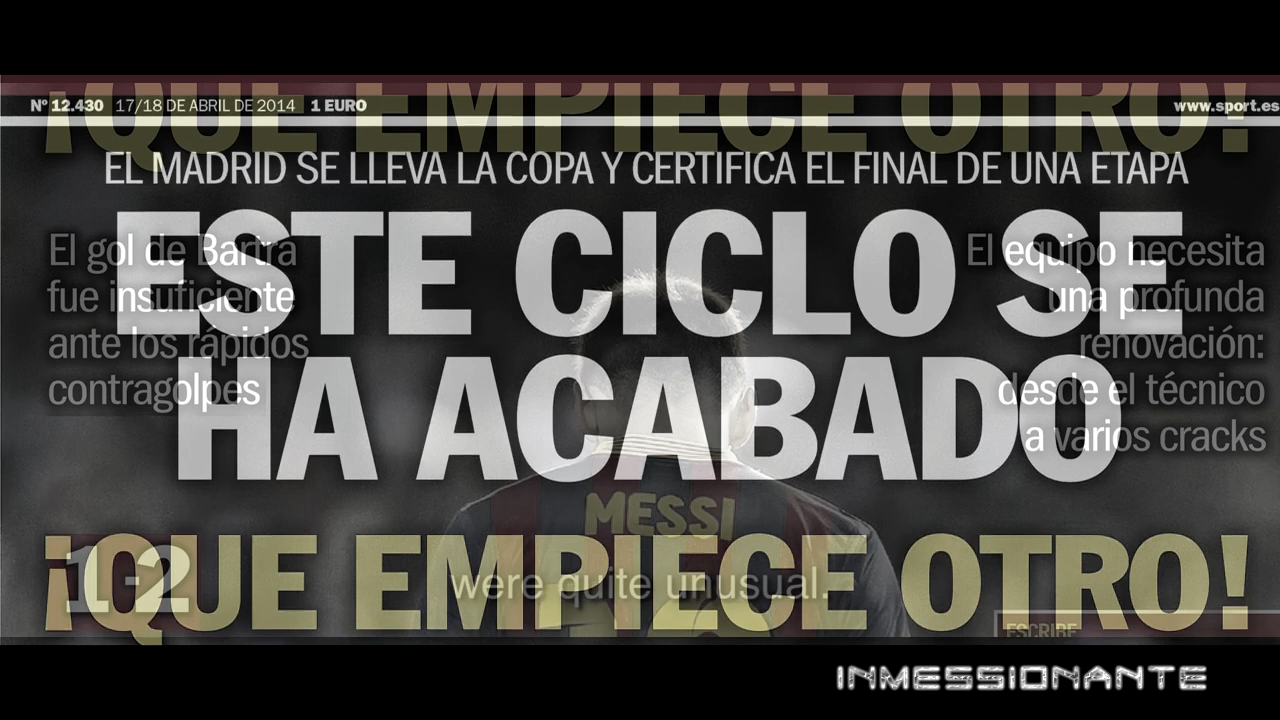 ¡QUE EMPIECE OTRO!
Nº 12.430 17/18 DE ABRIL DE 2014 1 EURO www.sport.es
EL MADRID SE LLEVA LA COPA Y CERTIFICA EL FINAL DE UNA ETAPA
ESTE CICLO SE
HA ACABADO
El gol de Bartra
fue insuficiente
ante los rápidos
contragolpes
El equipo necesita
una profunda
renovación:
desde el técnico
a varios cracks
MESSI
¡QUE EMPIECE OTRO!
1-2
were quite unusual.
ESCRIBE
INMESSIONANTE